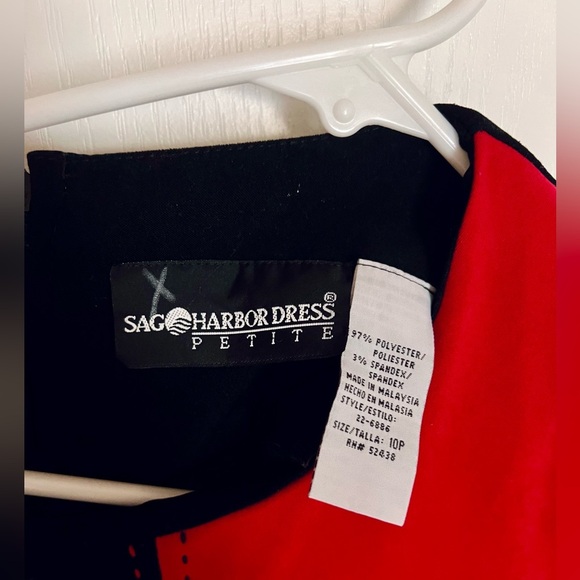 X
SAG HARBOR DRESS®
PETITE
97% POLYESTER/
POLIESTER
3% SPANDEX/
SPANDEX
MADE IN MALAYSIA
HECHO EN MALASIA
STYLE/ESTILO:
22-6886
SIZE/TALLA: 10P
RN# 52438